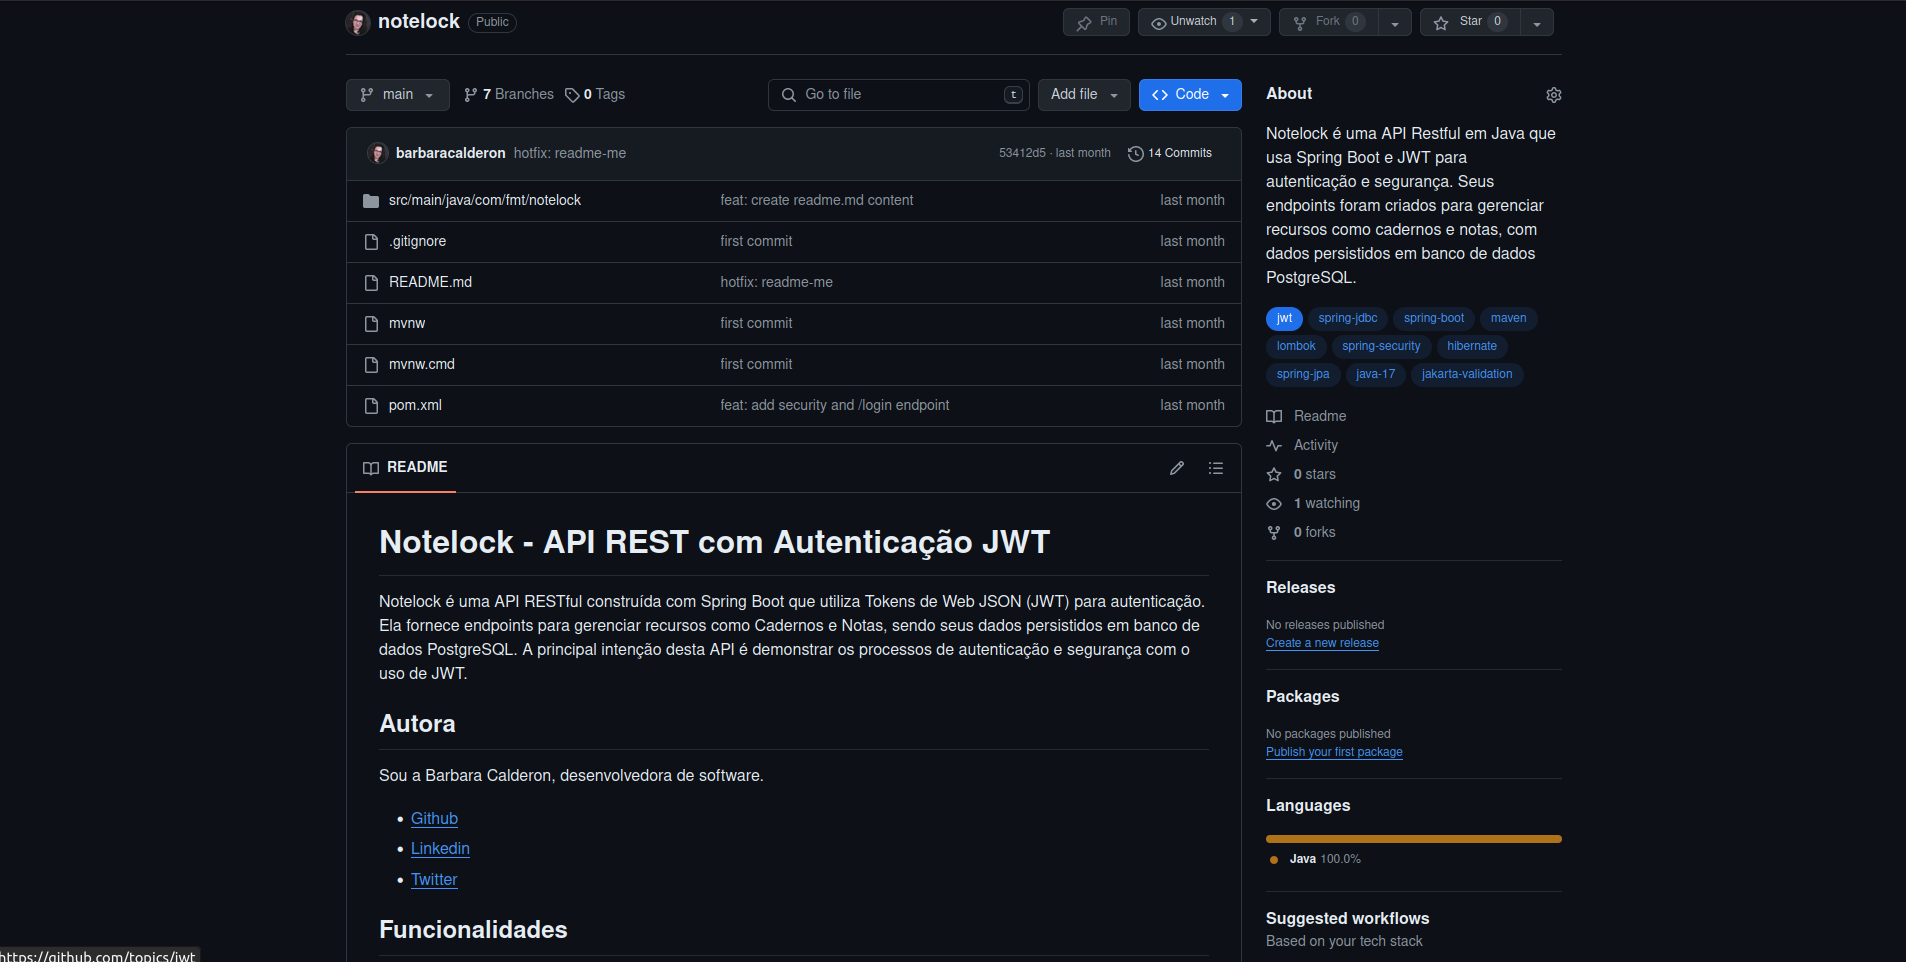 notelock Public
Pin
Unwatch 1
Fork 0
Star 0
main
7 Branches
0 Tags
Go to file t
Add file
Code
barbaracalderon hotfix: readme-me 53412d5 · last month 14 Commits
src/main/java/com/fmt/notelock feat: create readme.md content last month
.gitignore first commit last month
README.md hotfix: readme-me last month
mvnw first commit last month
mvnw.cmd first commit last month
pom.xml feat: add security and /login endpoint last month
README
Notelock - API REST com Autenticação JWT
Notelock é uma API RESTful construída com Spring Boot que utiliza Tokens de Web JSON (JWT) para autenticação.
Ela fornece endpoints para gerenciar recursos como Cadernos e Notas, sendo seus dados persistidos em banco de
dados PostgreSQL. A principal intenção desta API é demonstrar os processos de autenticação e segurança com o
uso de JWT.
Autora
Sou a Barbara Calderon, desenvolvedora de software.
Github
Linkedin
Twitter
Funcionalidades
About
Notelock é uma API Restful em Java que
usa Spring Boot e JWT para
autenticação e segurança. Seus
endpoints foram criados para gerenciar
recursos como cadernos e notas, com
dados persistidos em banco de dados
PostgreSQL.
jwt spring-jdbc spring-boot maven
lombok spring-security hibernate
spring-jpa java-17 jakarta-validation
Readme
Activity
0 stars
1 watching
0 forks
Releases
No releases published
Create a new release
Packages
No packages published
Publish your first package
Languages
Java 100.0%
Suggested workflows
Based on your tech stack
https://github.com/topics/jwt